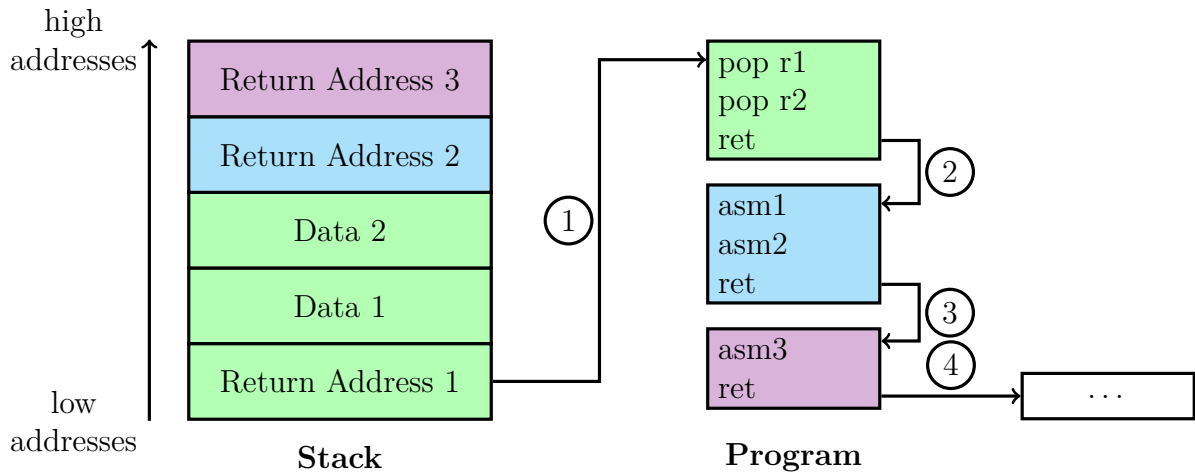 high
addresses
Return Address 3
Return Address 2
Data 2
Data 1
Return Address 1
low
addresses
Stack
1
pop r1
pop r2
ret
2
asm1
asm2
ret
3
asm3
ret
4
...
Program